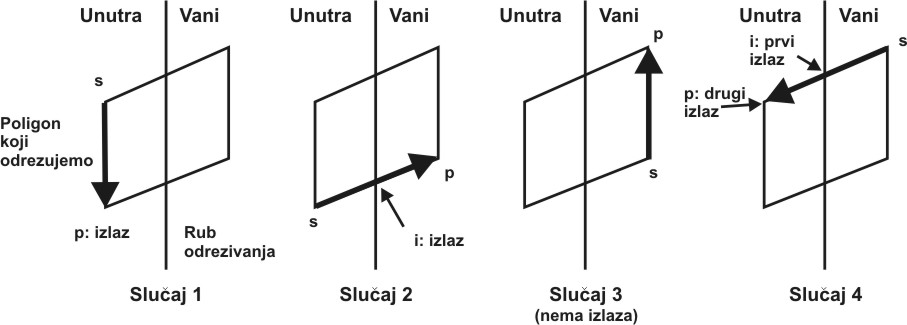 Unutra Vani
s
Poligon
koji
odrezujemo
p: izlaz
Rub
odrezivanja
Slučaj 1
Unutra Vani
s
p
i: izlaz
Slučaj 2
Unutra Vani
p
s
Slučaj 3
(nema izlaza)
Unutra Vani
i: prvi
izlaz
s
p: drugi
izlaz
Slučaj 4